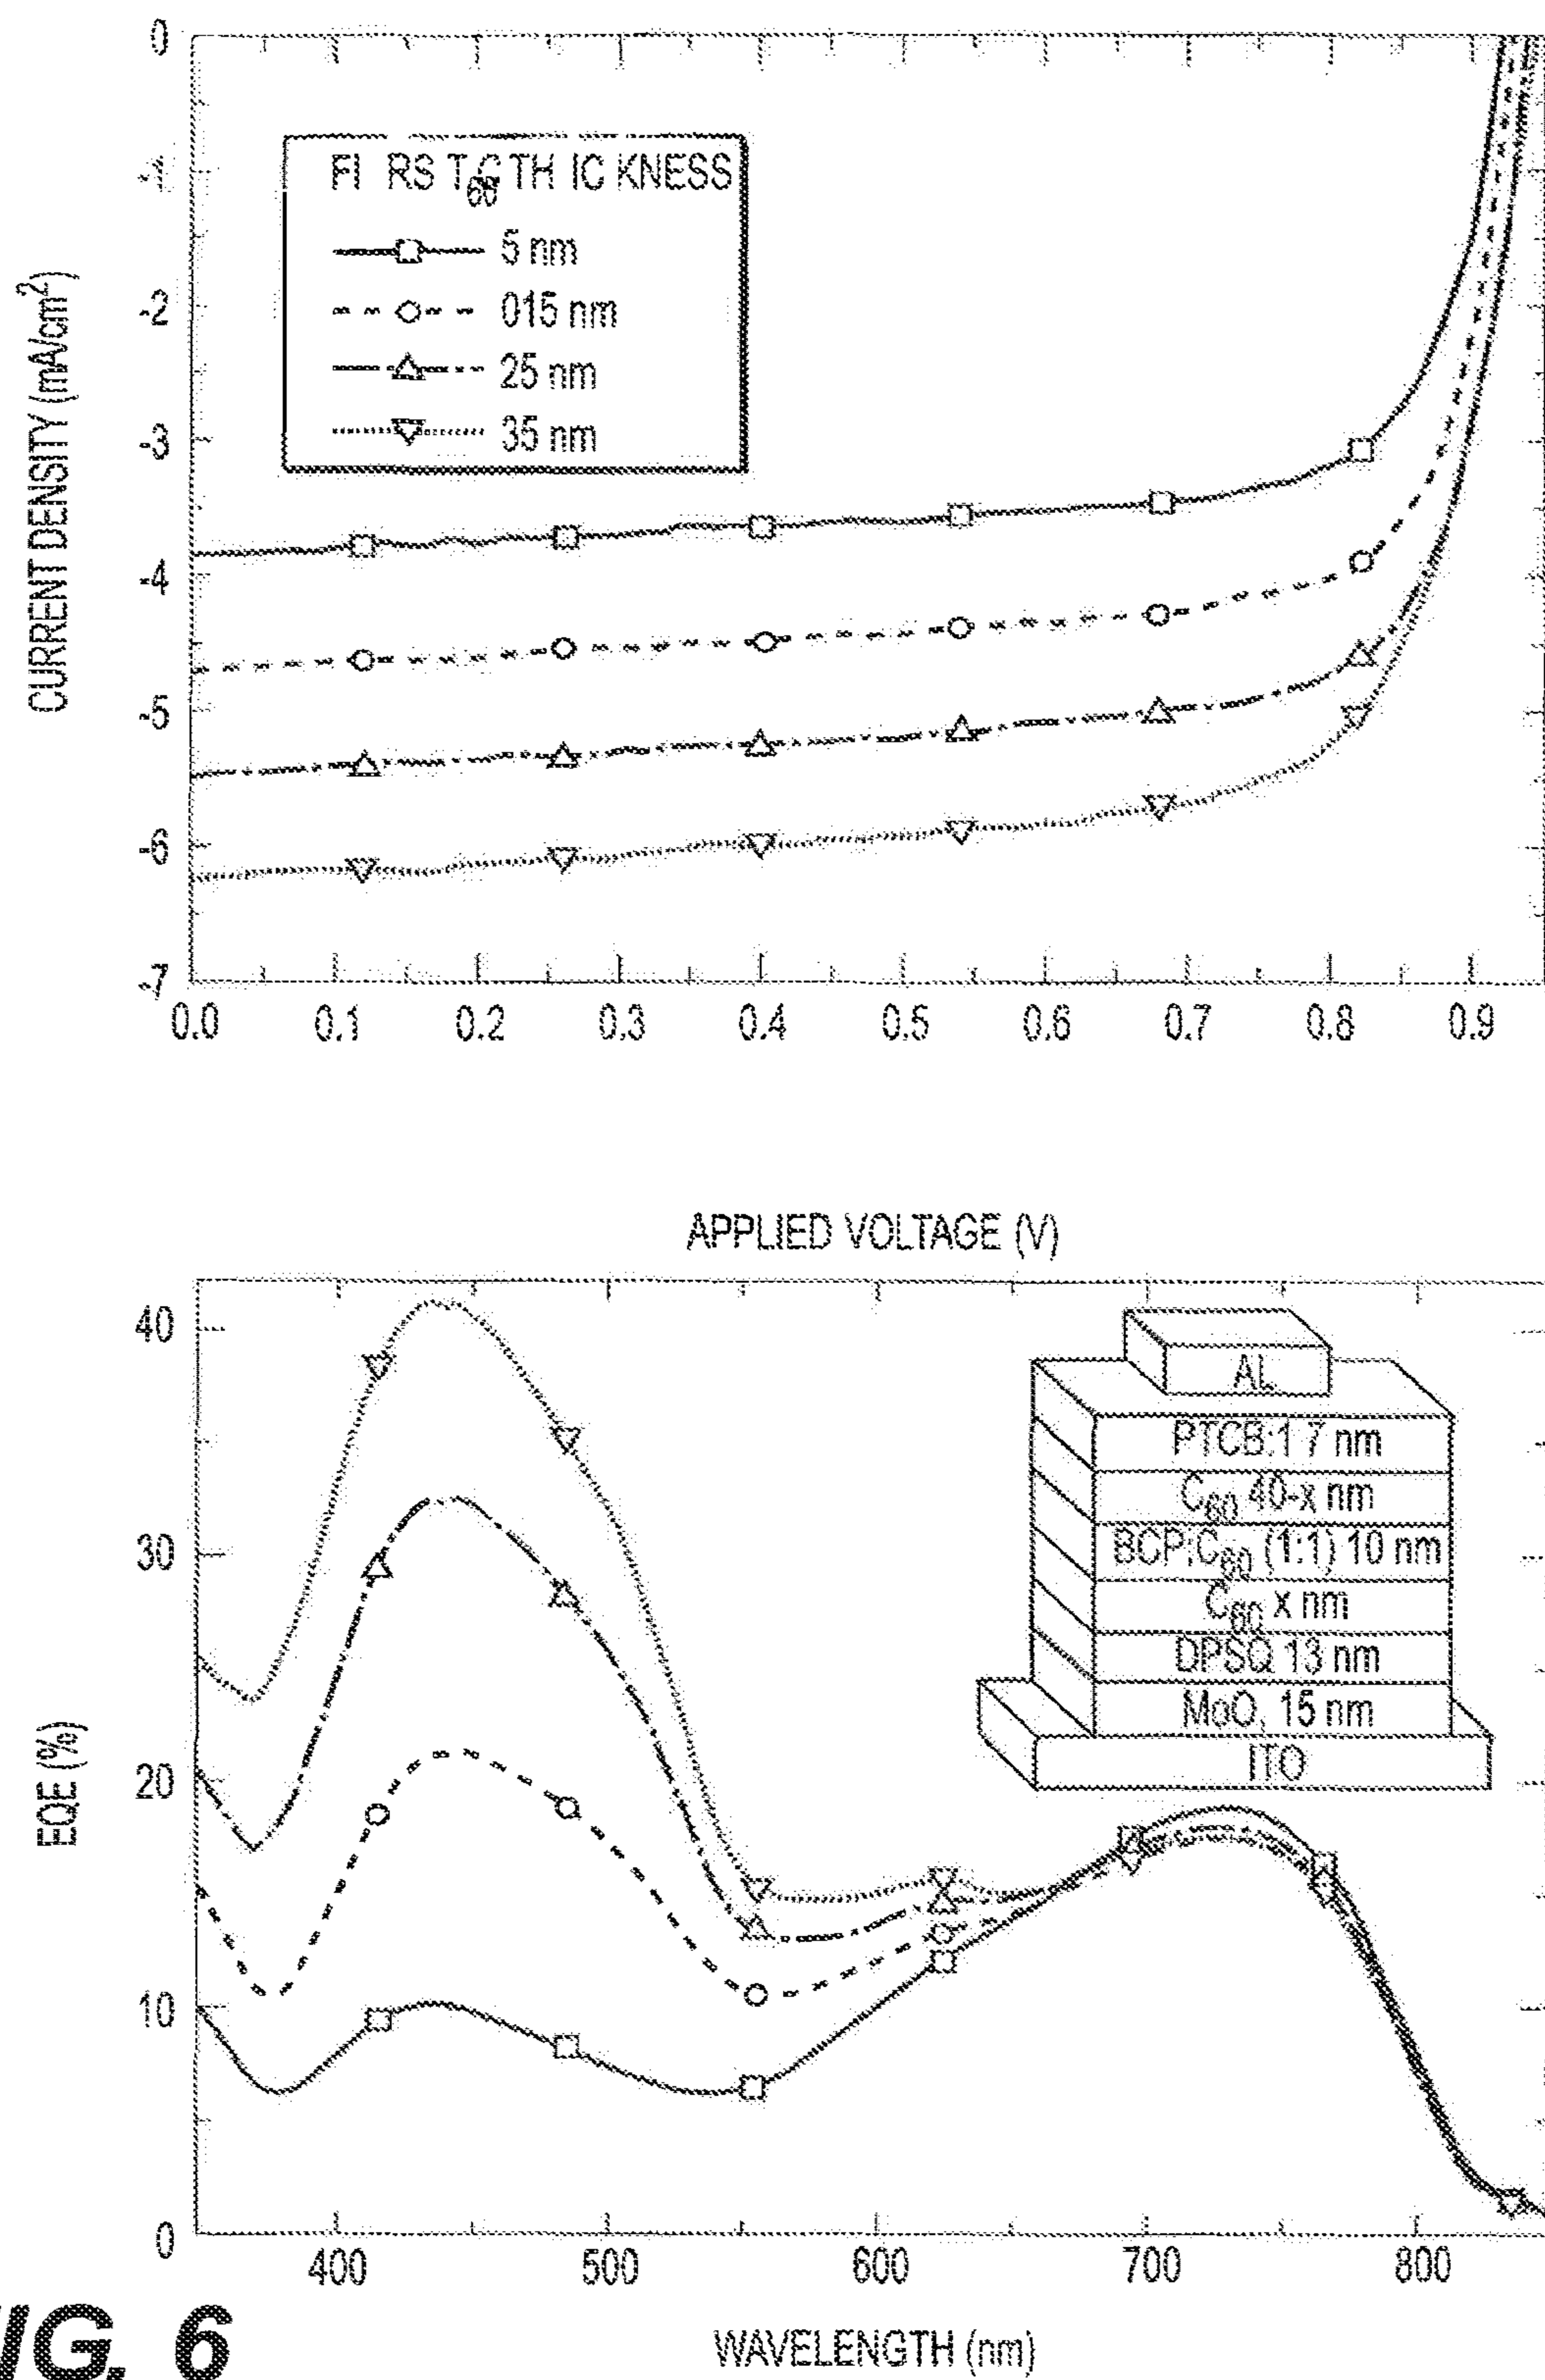 0
-1
-2
-3
-4
-5
-6
-7
CURRENT DENSITY (mA/cm²)
FI RS T C₆₀ TH IC KNESS
5 nm
015 nm
25 nm
35 nm
0.0 0.1 0.2 0.3 0.4 0.5 0.6 0.7 0.8 0.9
APPLIED VOLTAGE (V)
40
30
20
10
0
EQE (%)
AL
PTCB:1 7 nm
C₆₀ 40-x nm
BCP:C₆₀ (1:1) 10 nm
C₆₀ x nm
DPSQ 13 nm
15 nm
ITO
400 500 600 700 800
WAVELENGTH (nm)
IG. 6